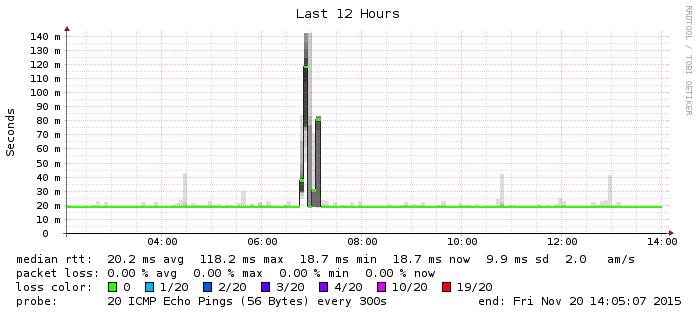 Last 12 Hours
RRDTOOL / TOBI OETIKER
Seconds
140 m
130 m
120 m
110 m
100 m
90 m
80 m
70 m
60 m
50 m
40 m
30 m
20 m
10 m
0
04:00 06:00 08:00 10:00 12:00 14:00
median rtt: 20.2 ms avg 118.2 ms max 18.7 ms min 18.7 ms now 9.9 ms sd 2.0 am/s
packet loss: 0.00 % avg 0.00 % max 0.00 % min 0.00 % now
loss color: 0 1/20 2/20 3/20 4/20 10/20 19/20
probe: 20 ICMP Echo Pings (56 Bytes) every 300s end: Fri Nov 20 14:05:07 2015